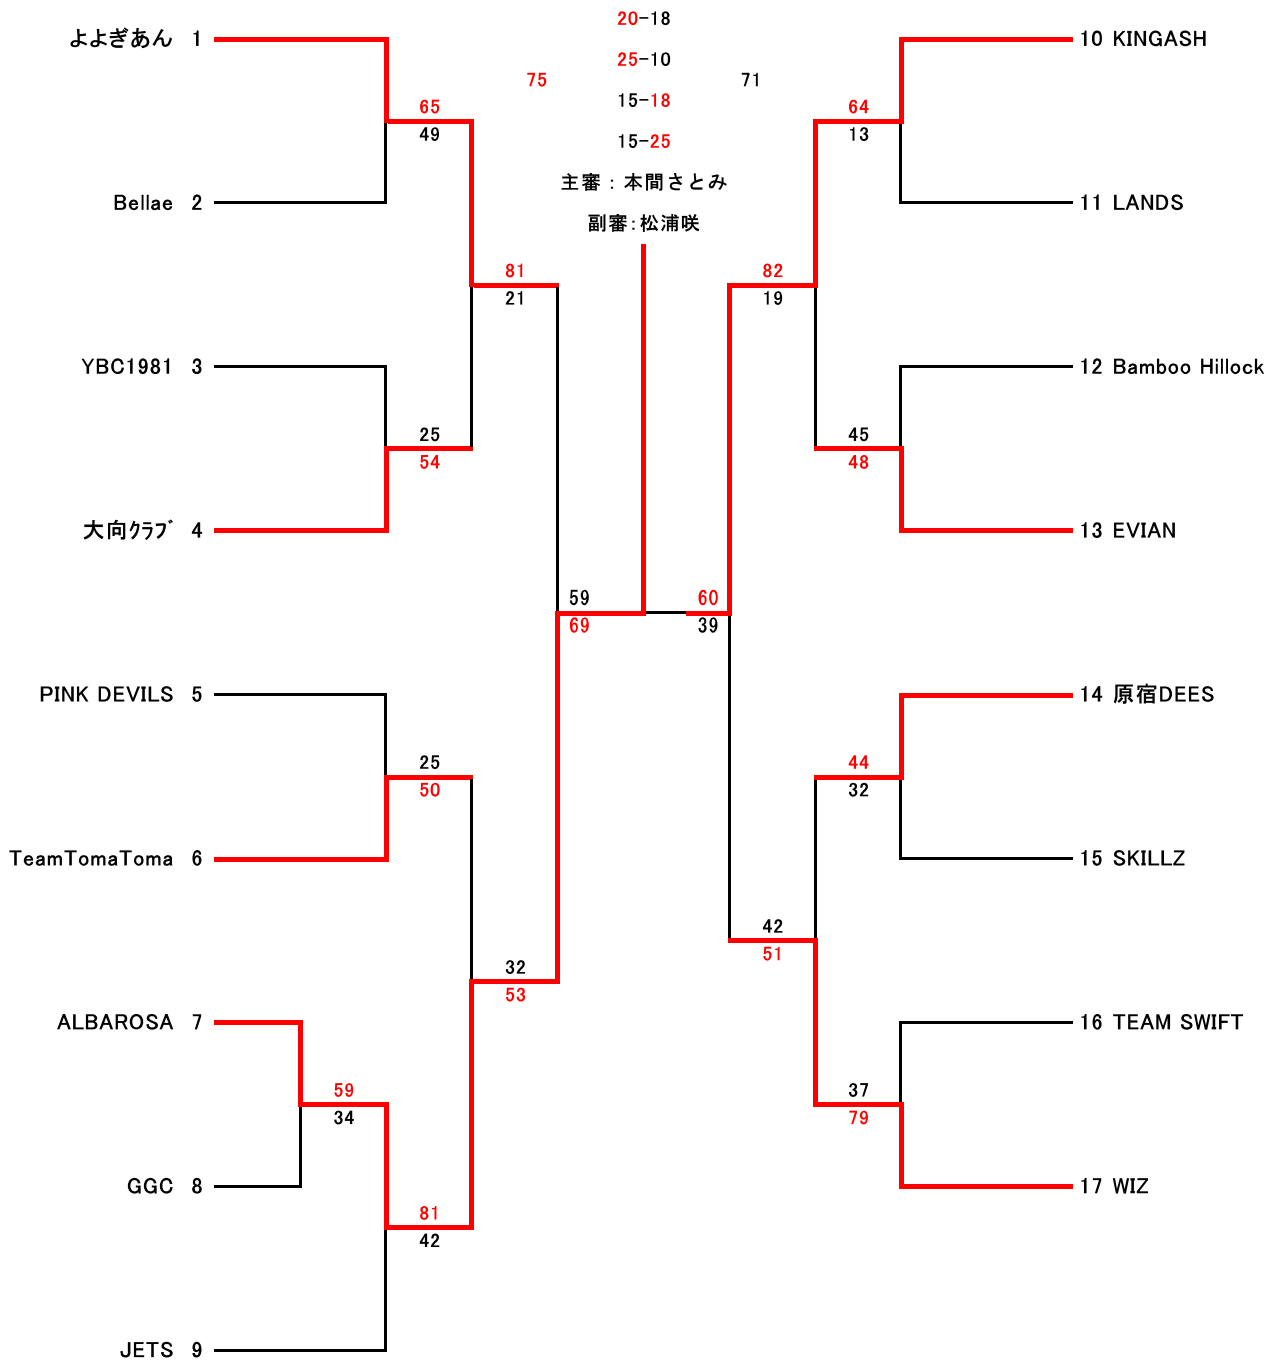 20-18
よよぎあん 1
10 KINGASH
25-10
75
71
65
15-18
64
49
13
15-25
主審：本間さとみ
Bellae 2
11 LANDS
副審:松浦咲
81
82
21
19
YBC1981 3
12 Bamboo Hillock
25
45
54
48
大向ｸﾗﾌﾞ 4
13 EVIAN
59
60
69
39
PINK DEVILS 5
14 原宿DEES
25
44
50
32
TeamTomaToma 6
15 SKILLZ
42
51
32
53
ALBAROSA 7
16 TEAM SWIFT
59
37
34
79
GGC 8
17 WIZ
81
42
JETS 9